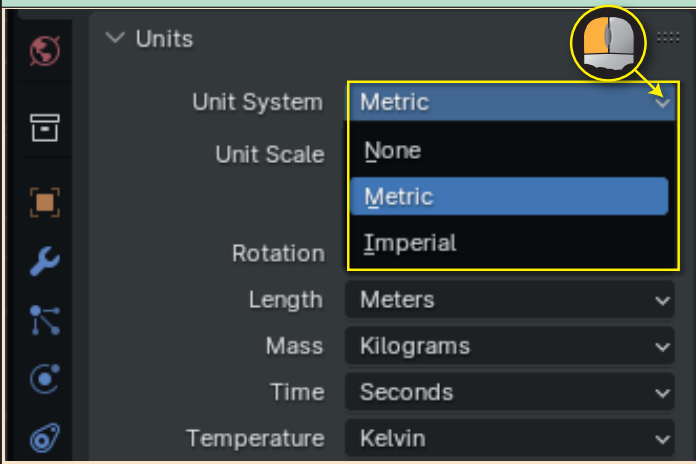 Units
Unit System Metric
None
Unit Scale
Metric
Imperial
Rotation
Length Meters
Mass Kilograms
Time Seconds
Temperature Kelvin